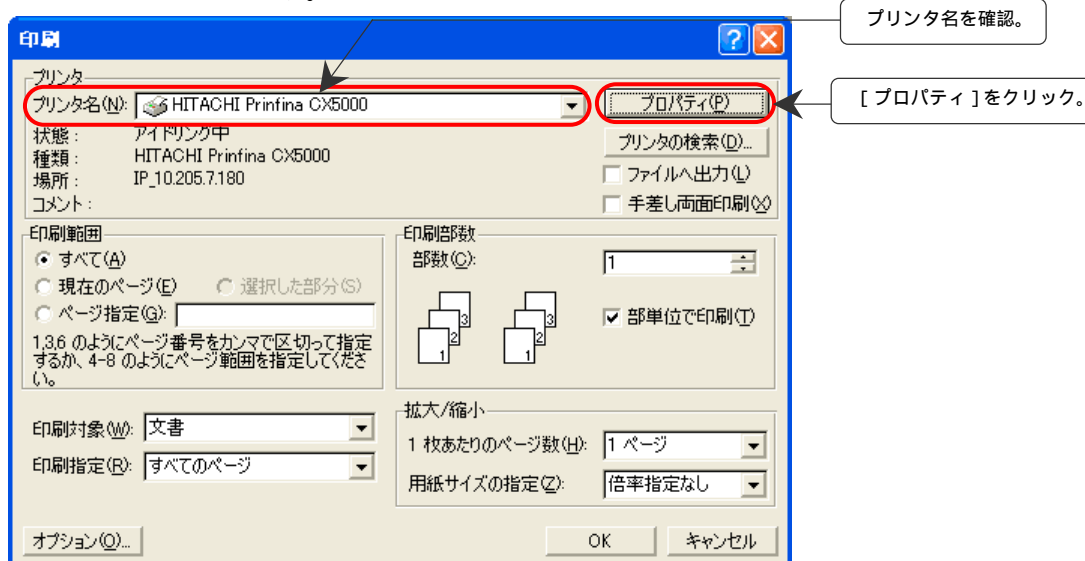 プリンタ名を確認。
印刷
プリンタ
プリンタ名(N): HITACHI Prinfina CX5000
プロパティ(P)
[ プロパティ ] をクリック。
状態 : アイドリング中
プリンタの検索(D)...
種類 : HITACHI Prinfina CX5000
場所 : IP_10.205.7.180
ファイルへ出力(L)
コメント :
手差し両面印刷(X)
印刷範囲
すべて(A)
現在のページ(E) 選択した部分(S)
ページ指定(G):
1,3,6 のようにページ番号をカンマで区切って指定
するか、4-8 のようにページ範囲を指定してくださ
い。
印刷部数
部数(C): 1
3 3
2 2
1 1
部単位で印刷(T)
印刷対象(W): 文書
印刷指定(R): すべてのページ
拡大/縮小
1 枚あたりのページ数(H): 1 ページ
用紙サイズの指定(Z): 倍率指定なし
オプション(O)...
OK
キャンセル